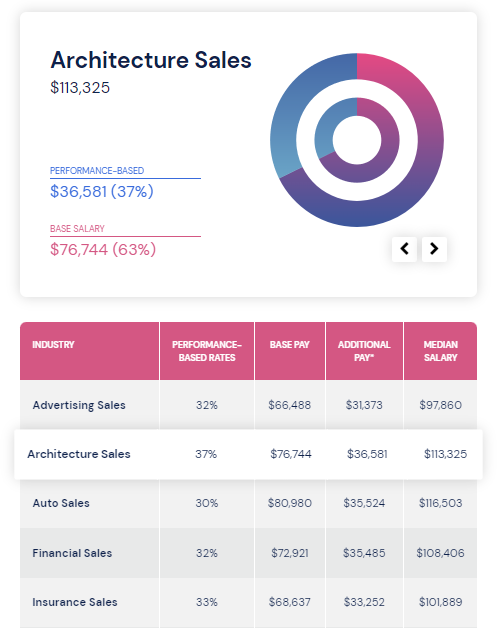 Architecture Sales
$113,325
PERFORMANCE-BASED
$36,581 (37%)
BASE SALARY
$76,744 (63%)
INDUSTRY PERFORMANCE-BASED RATES BASE PAY ADDITIONAL PAY* MEDIAN SALARY
Advertising Sales 32% $66,488 $31,373 $97,860
Architecture Sales 37% $76,744 $36,581 $113,325
Auto Sales 30% $80,980 $35,524 $116,503
Financial Sales 32% $72,921 $35,485 $108,406
Insurance Sales 33% $68,637 $33,252 $101,889